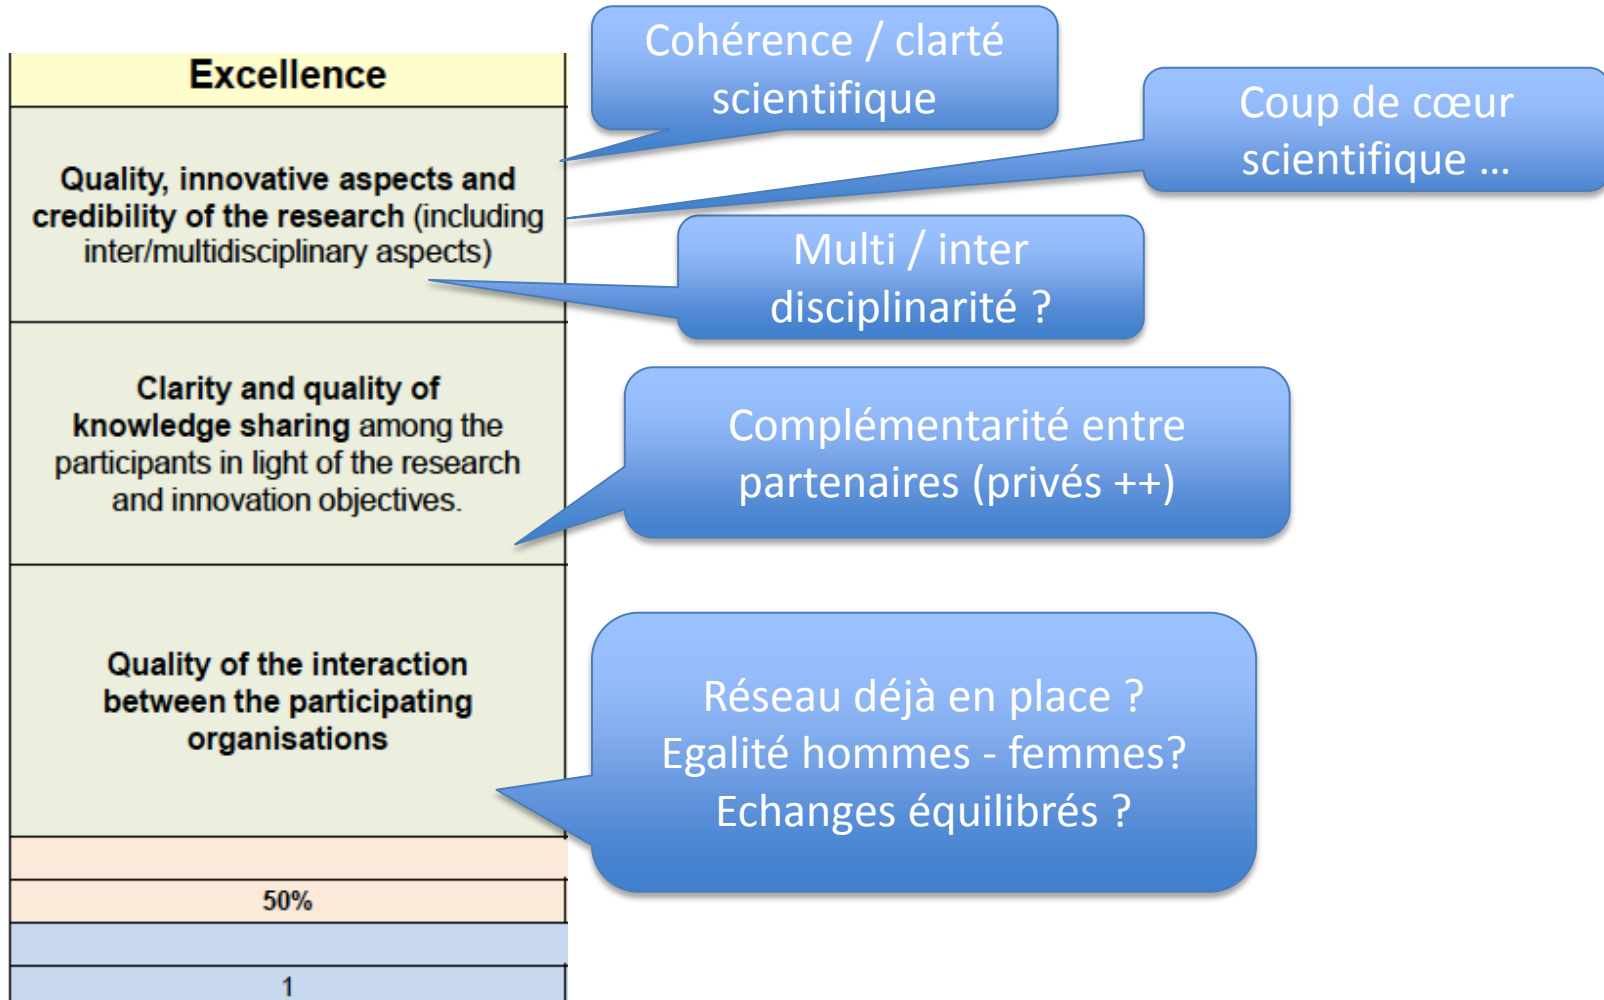 Excellence
Quality, innovative aspects and
credibility of the research (including
inter/multidisciplinary aspects)
Clarity and quality of
knowledge sharing among the
participants in light of the research
and innovation objectives.
Quality of the interaction
between the participating
organisations
50%
1
Cohérence / clarté
scientifique
Coup de cœur
scientifique ...
Multi / inter
disciplinarité ?
Complémentarité entre
partenaires (privés ++)
Réseau déjà en place ?
Egalité hommes - femmes?
Echanges équilibrés ?